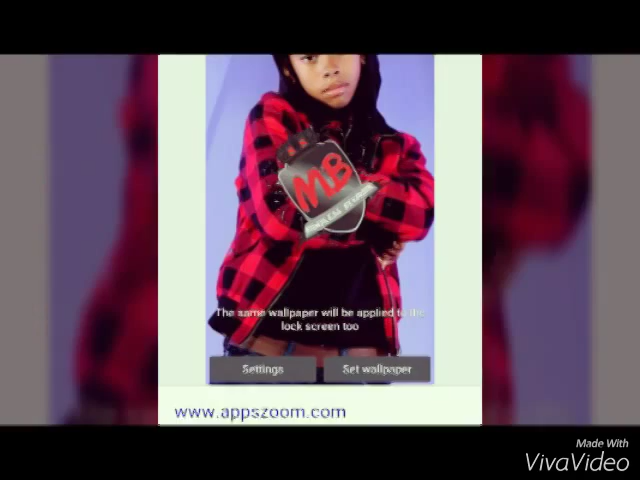 MB
The same wallpaper will be applied to the
lock screen too
Settings
Set wallpaper
www.appszoom.com
Made With
VivaVideo